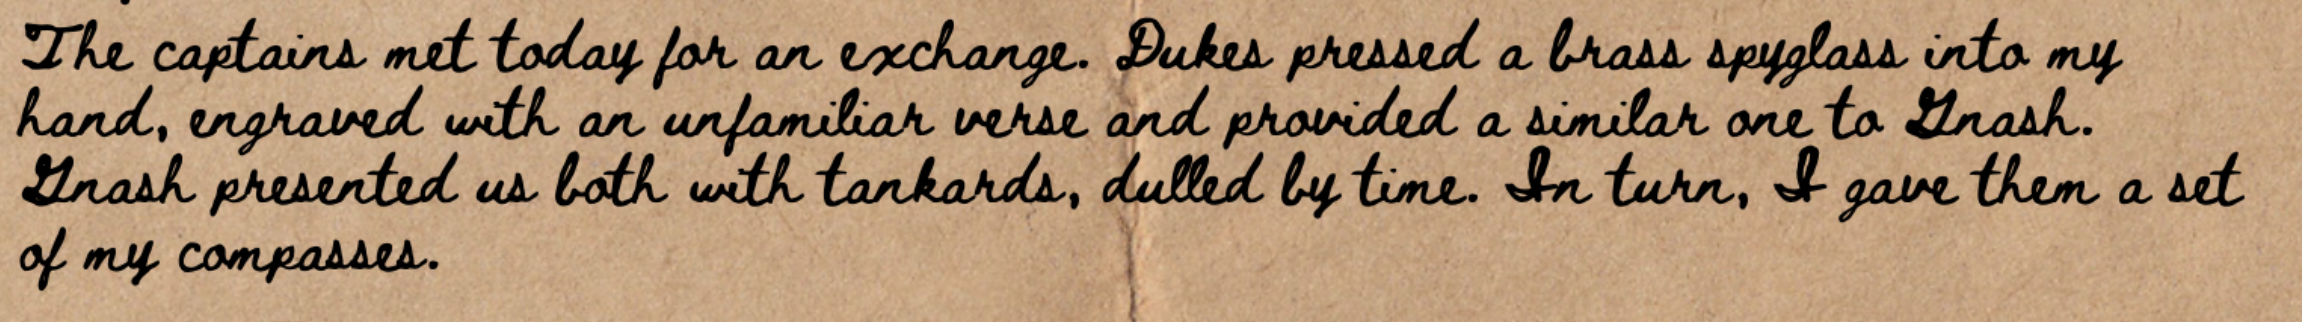 The captains met today for an exchange. Dukes pressed a brass spyglass into my
hand, engraved with an unfamiliar verse and provided a similar one to Gnash.
Gnash presented us both with tankards, dulled by time. In turn, I gave them a set
of my compasses.